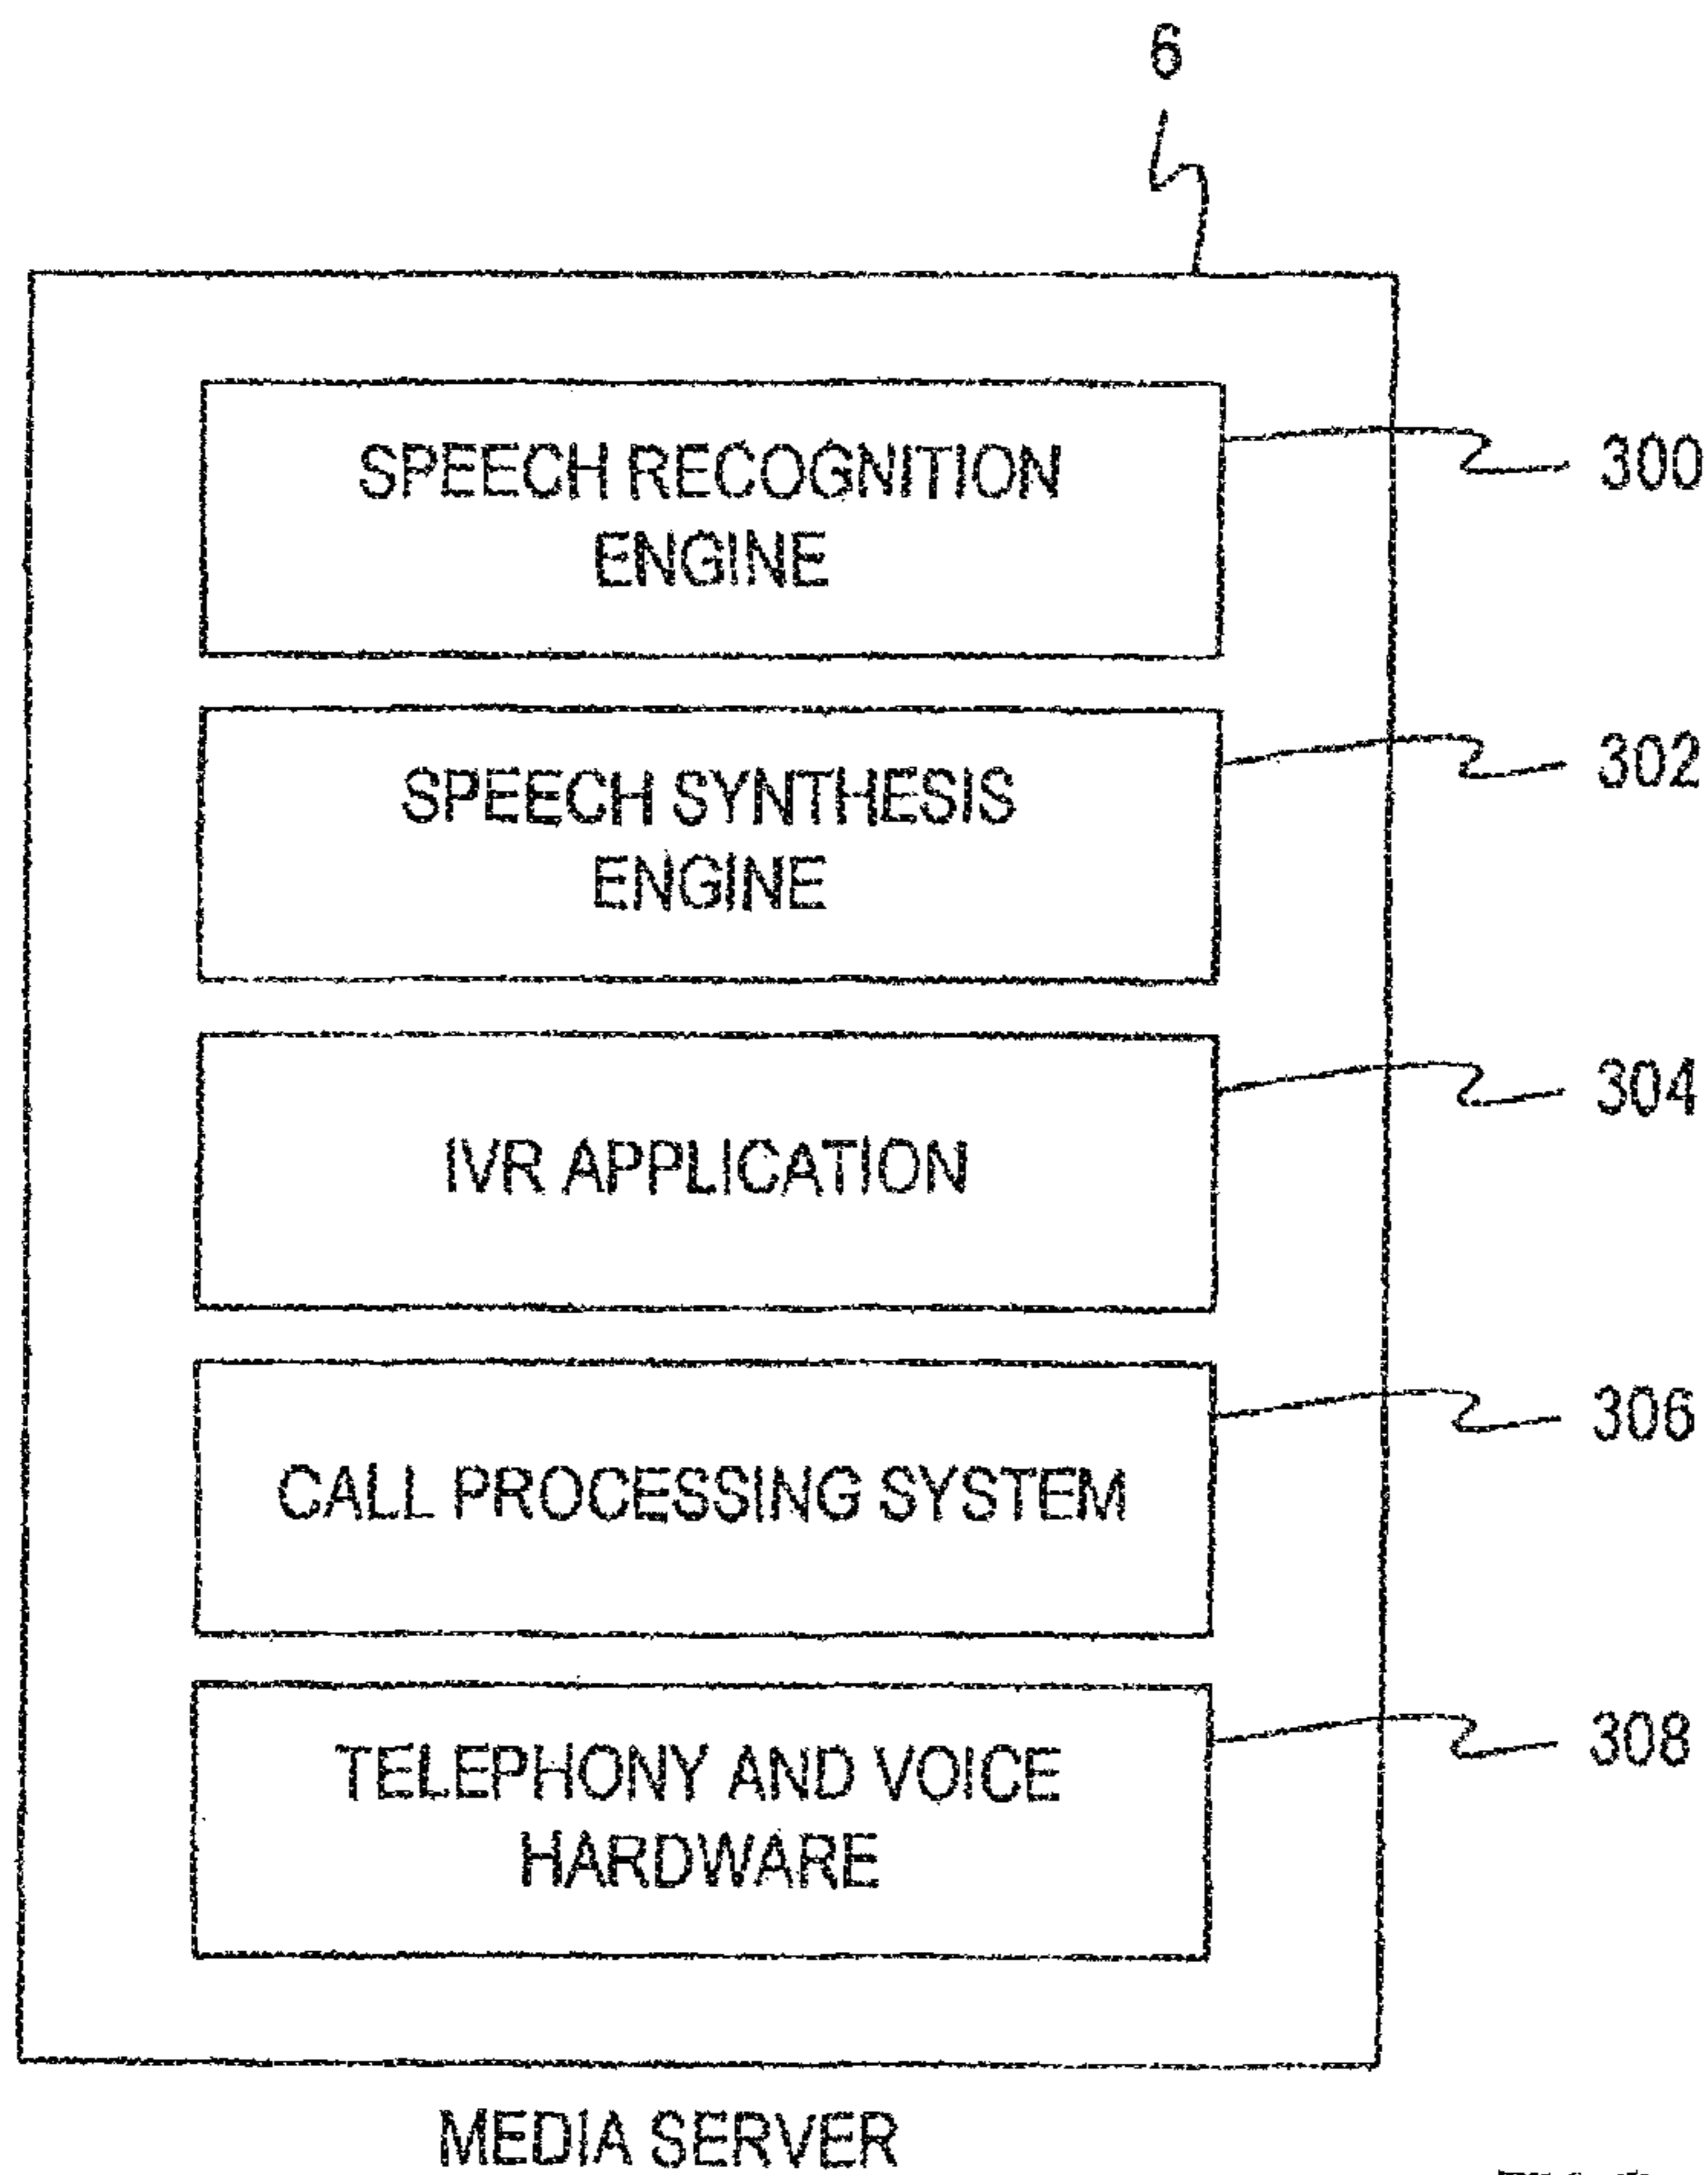 6
SPEECH RECOGNITION
ENGINE
300
SPEECH SYNTHESIS
ENGINE
302
IVR APPLICATION
304
CALL PROCESSING SYSTEM
306
TELEPHONY AND VOICE
HARDWARE
308
MEDIA SERVER